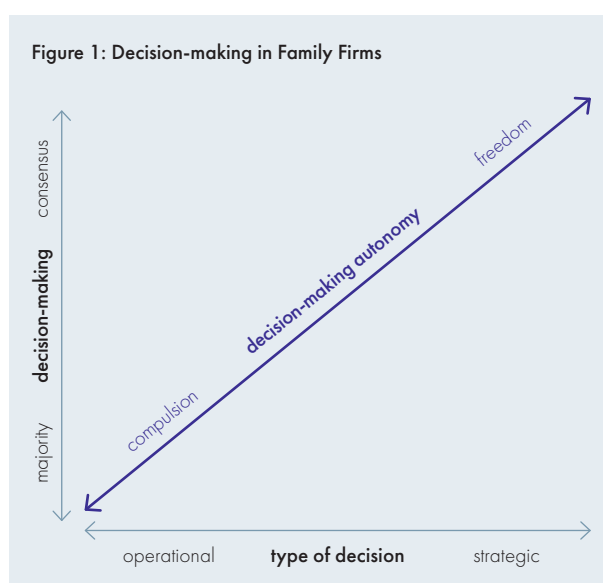 Figure 1: Decision-making in Family Firms
consensus
decision-making
majority
freedom
decision-making autonomy
compulsion
operational type of decision strategic